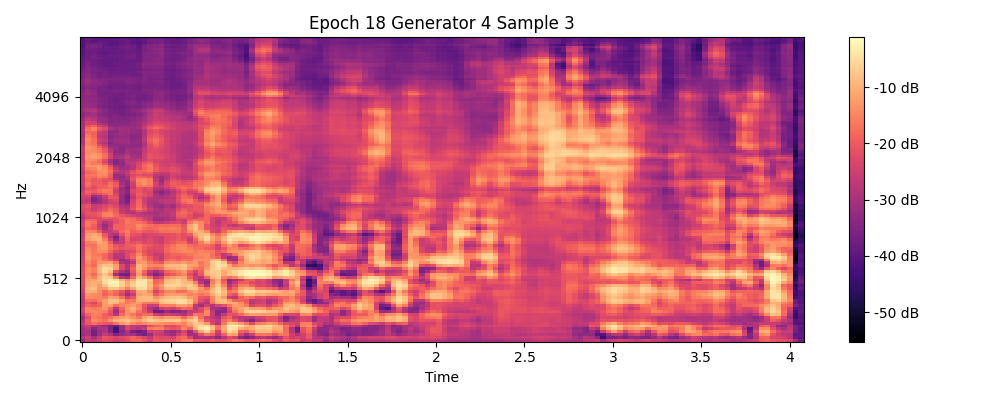 Epoch 18 Generator 4 Sample 3
Hz
4096
2048
1024
512
0
0 0.5 1 1.5 2 2.5 3 3.5 4
Time
-10 dB
-20 dB
-30 dB
-40 dB
-50 dB